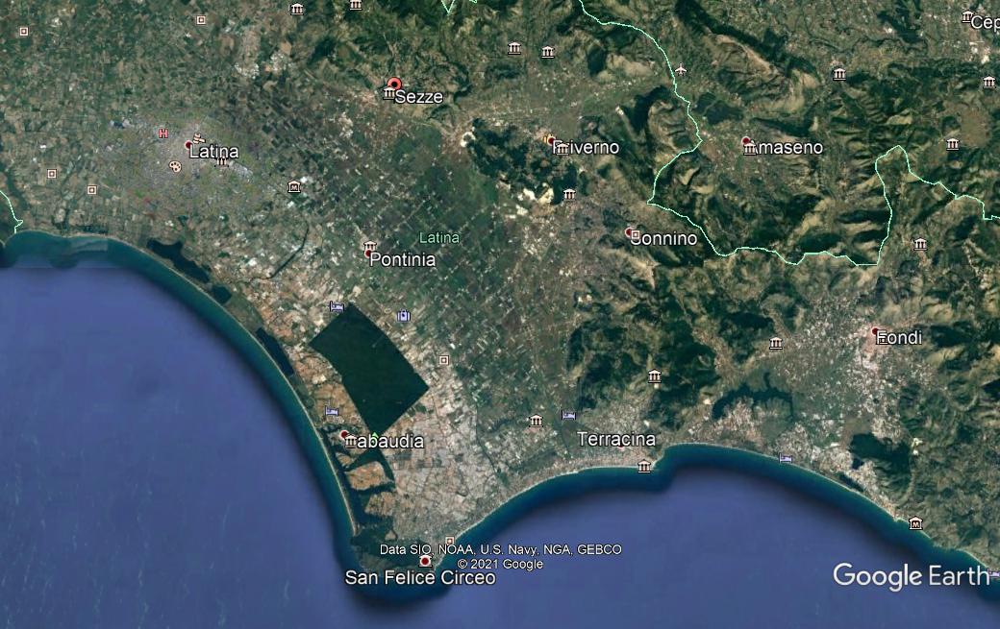 Cep
Sezze
Latina
Priverno
Amaseno
Sonnino
Latina
Pontinia
Fondi
Sabaudia
Terracina
Data SIO, NOAA, U.S. Navy, NGA, GEBCO
© 2021 Google
San Felice Circeo
Google Earth